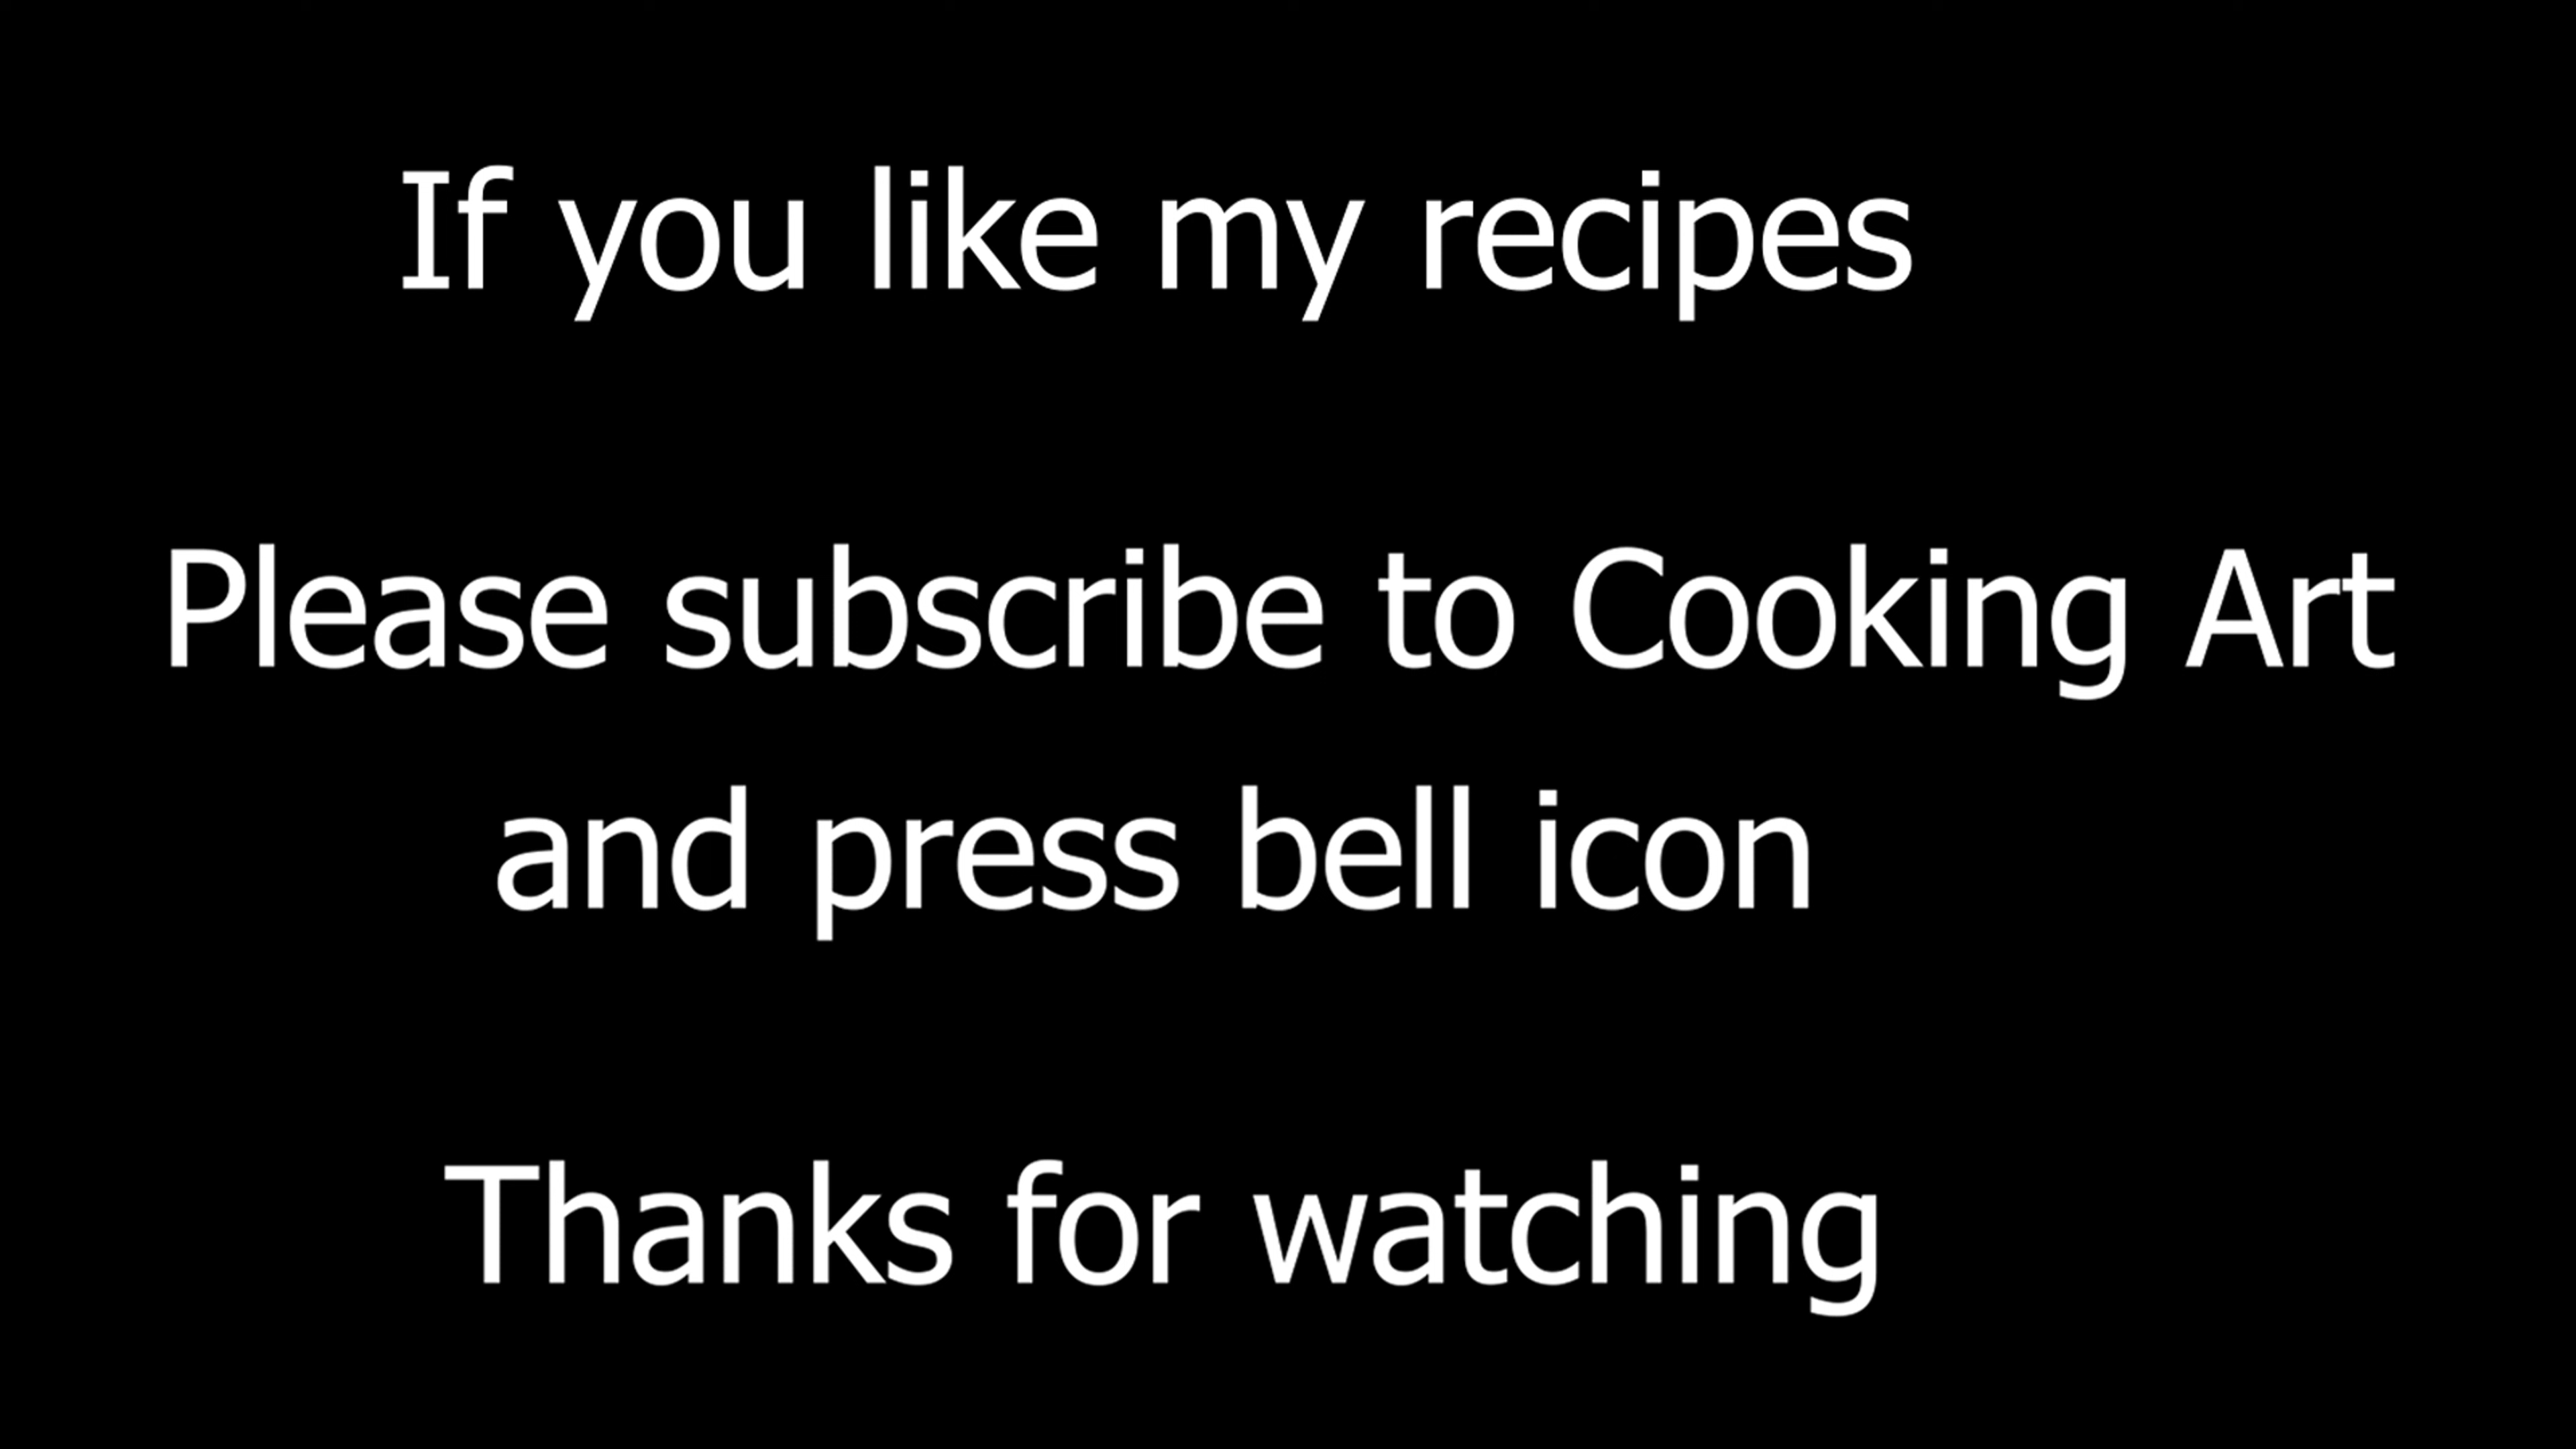 If you like my recipes
Please subscribe to Cooking Art
and press bell icon
Thanks for watching